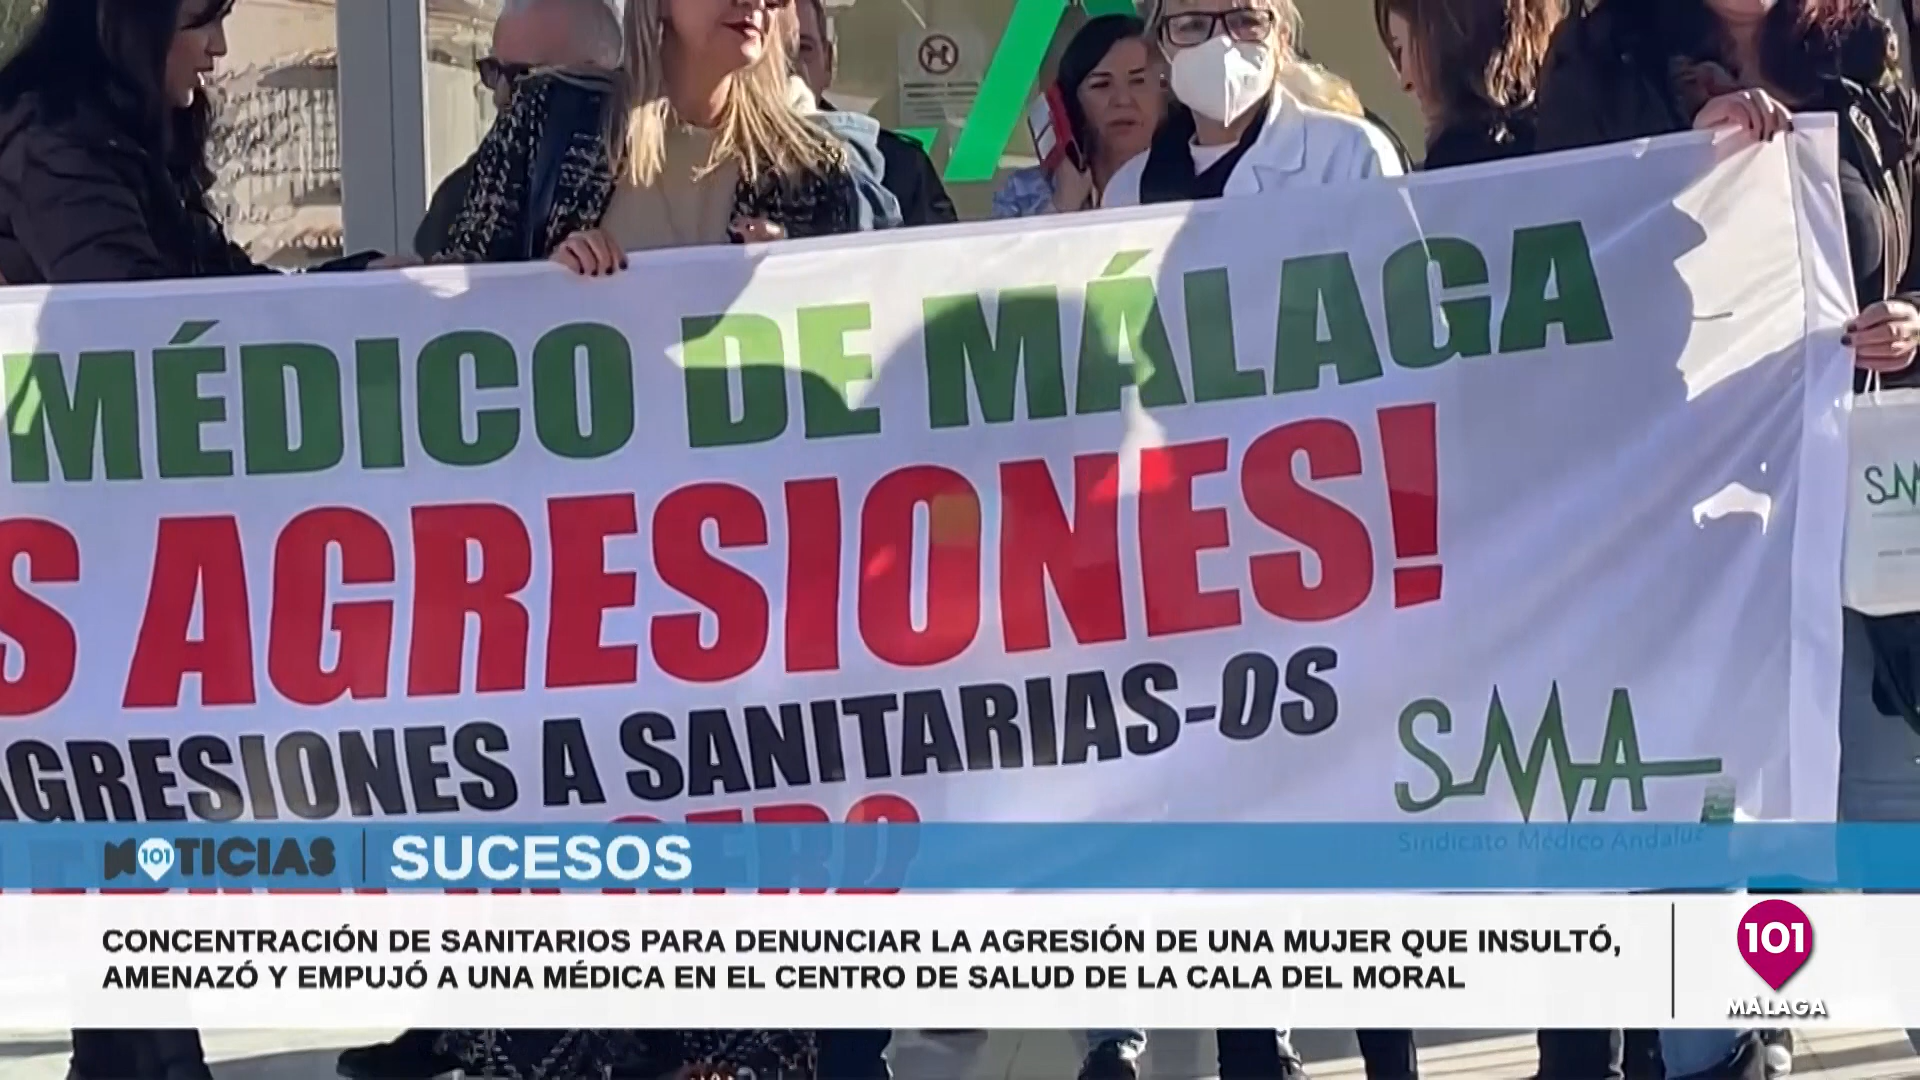 MÉDICO DE MÁLAGA
S AGRESIONES!
AGRESIONES A SANITARIAS-OS
SMA
Sindicato Médico Andaluz
NOTICIAS 101
SUCESOS
CONCENTRACIÓN DE SANITARIOS PARA DENUNCIAR LA AGRESIÓN DE UNA MUJER QUE INSULTÓ,
AMENAZÓ Y EMPUJÓ A UNA MÉDICA EN EL CENTRO DE SALUD DE LA CALA DEL MORAL
101
MÁLAGA